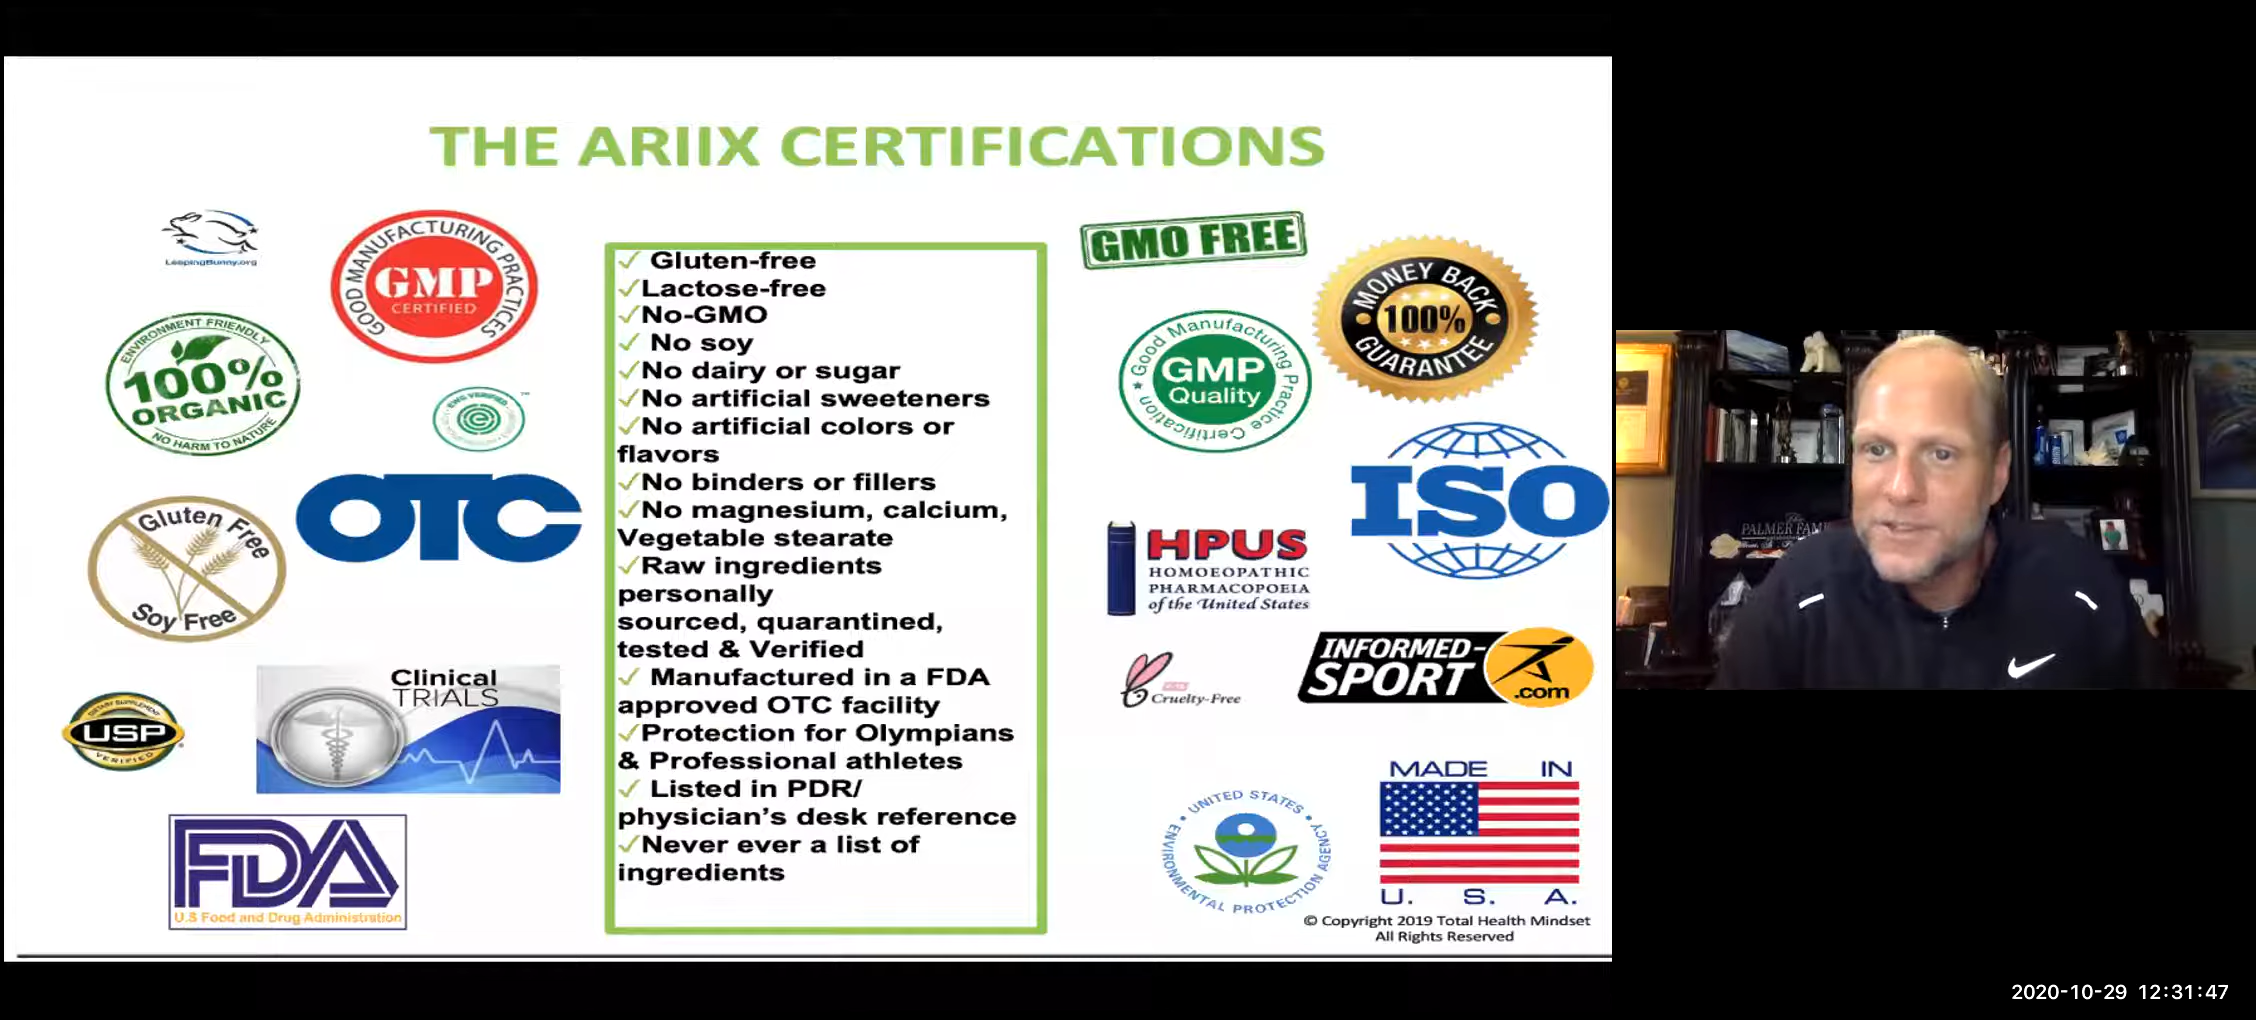 THE ARIIX CERTIFICATIONS
LeapingBunny.org
GOOD MANUFACTURING PRACTICES
GMP
CERTIFIED
ENVIRONMENT FRIENDLY
100%
ORGANIC
NO HARM TO NATURE
EWG VERIFIED
™
OTC
Gluten Free
Soy Free
Clinical
TRIALS
DIETARY SUPPLEMENT
USP
VERIFIED
FDA
U.S Food and Drug Administration
✓ Gluten-free
✓Lactose-free
✓No-GMO
✓ No soy
✓No dairy or sugar
✓No artificial sweeteners
✓No artificial colors or
flavors
✓No binders or fillers
✓No magnesium, calcium,
Vegetable stearate
✓Raw ingredients
personally
sourced, quarantined,
tested & Verified
✓ Manufactured in a FDA
approved OTC facility
✓Protection for Olympians
& Professional athletes
✓ Listed in PDR/
physician's desk reference
✓Never ever a list of
ingredients
GMO FREE
MONEY BACK
100%
GUARANTEE
Good Manufacturing Practice Certification
GMP
Quality
ISO
HPUS
HOMOEOPATHIC
PHARMACOPOEIA
of the United States
INFORMED-
SPORT
.com
Cruelty-Free
UNITED STATES
ENVIRONMENTAL PROTECTION AGENCY
MADE IN
U. S. A.
© Copyright 2019 Total Health Mindset
All Rights Reserved
PALMER
2020-10-29 12:31:47